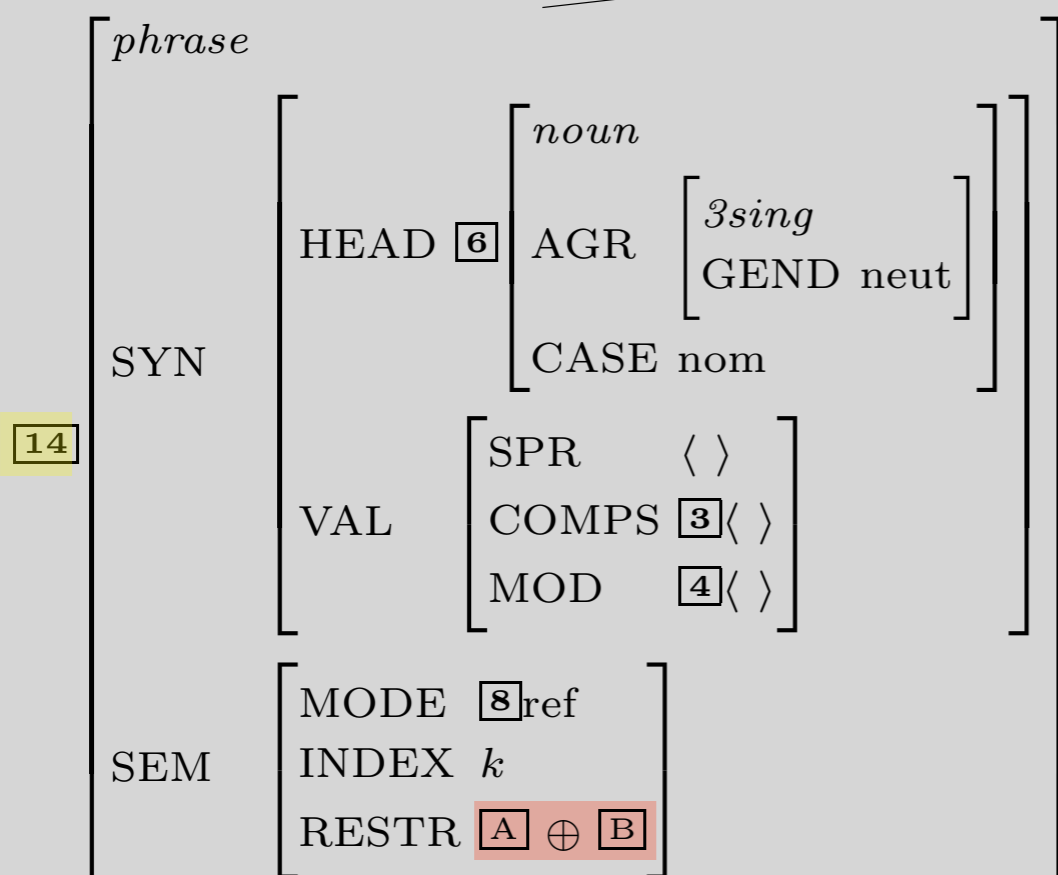 phrase
noun
3sing
HEAD 6 AGR
GEND neut
SYN CASE nom
14 SPR ⟨ ⟩
VAL COMPS 3⟨ ⟩
MOD 4⟨ ⟩
MODE 8ref
SEM INDEX k
RESTR A ⊕ B